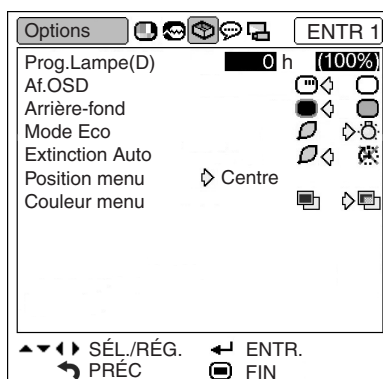 Options ENTR 1
Prog.Lampe(D) 0 h (100%)
Af.OSD
Arrière-fond
Mode Eco
Extinction Auto
Position menu Centre
Couleur menu
SÉL./RÉG. ENTR.
PRÉC FIN